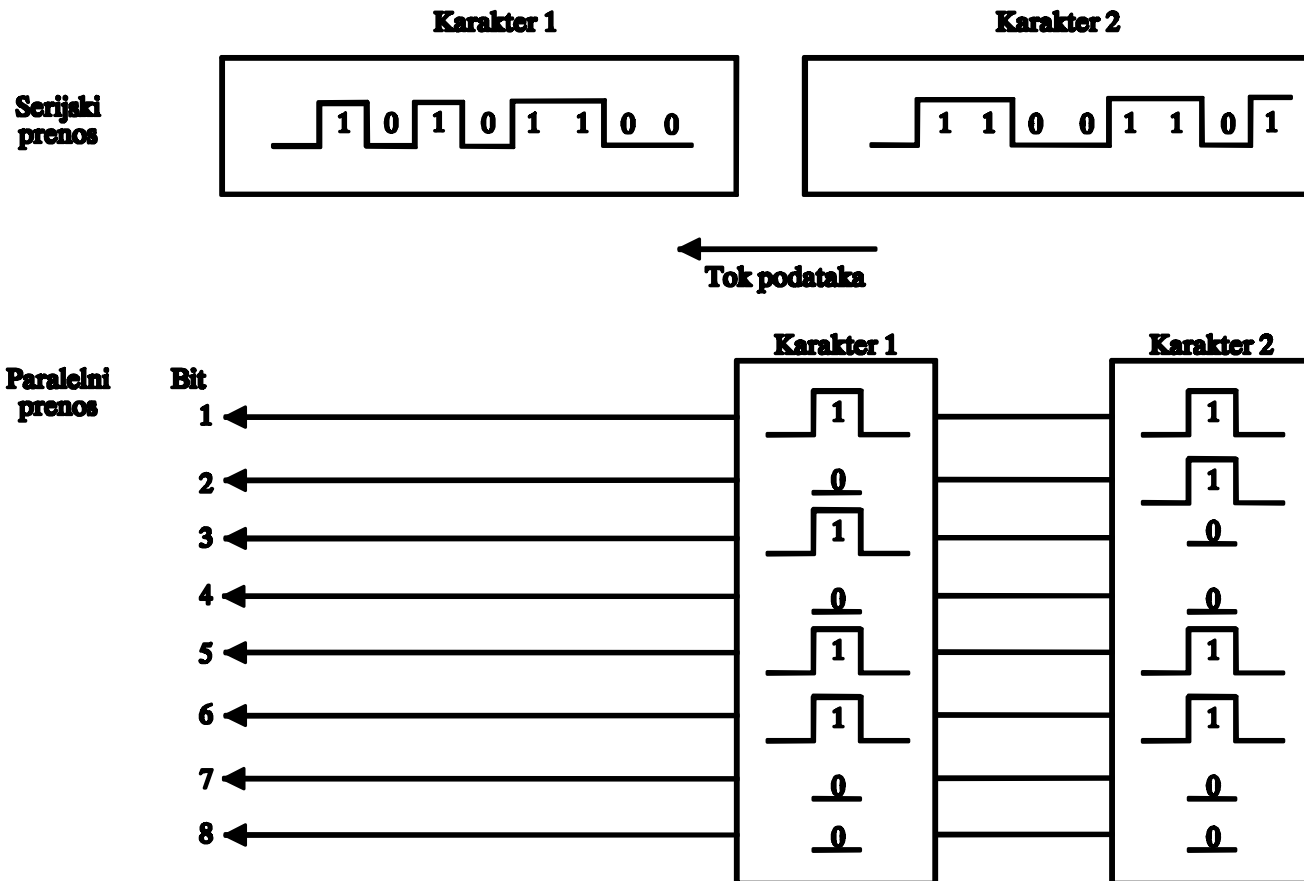 Karakter 1 Karakter 2
Serijski
prenos
1 0 1 0 1 1 0 0
1 1 0 0 1 1 0 1
Tok podataka
Paralelni
prenos
Bit
Karakter 1 Karakter 2
1 1 1
2 0 1
3 1 0
4 0 0
5 1 1
6 1 1
7 0 0
8 0 0